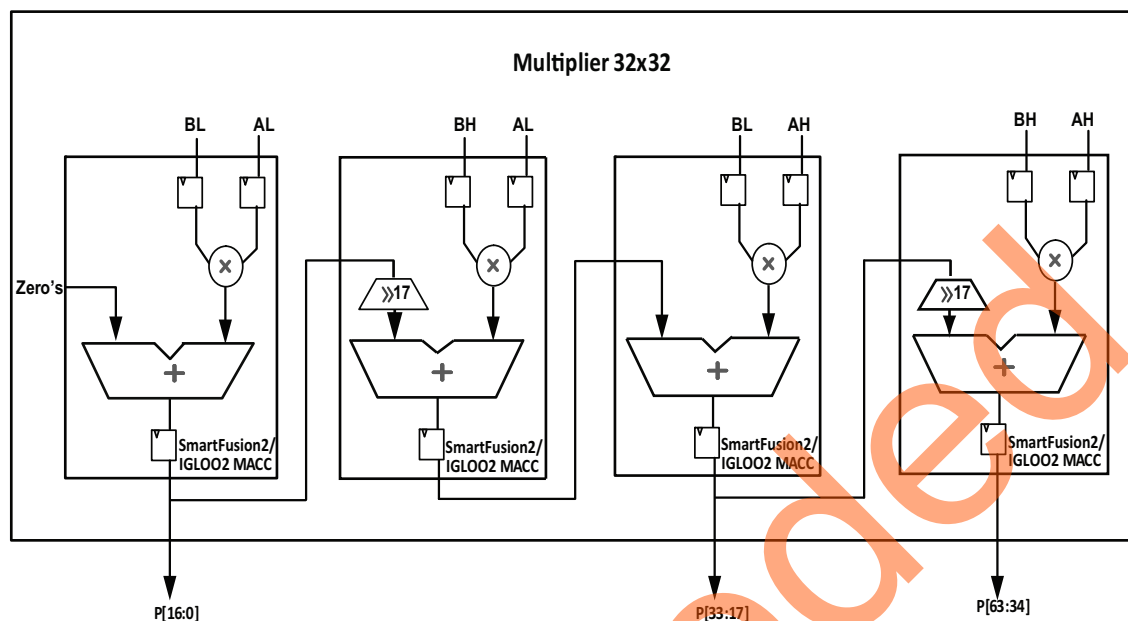 Multiplier 32x32
BL AL BH AL BL AH BH AH
Zero's
»17
»17
SmartFusion2/
IGLOO2 MACC
SmartFusion2/
IGLOO2 MACC
SmartFusion2/
IGLOO2 MACC
SmartFusion2/
IGLOO2 MACC
P[16:0] P[33:17] P[63:34]
ded